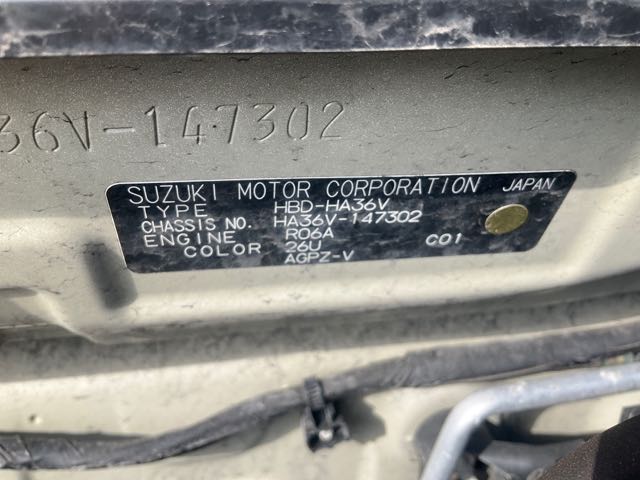 36V-147302
SUZUKI MOTOR CORPORATION JAPAN
TYPE HBD-HA36V
CHASSIS NO. HA36V-147302
ENGINE R06A
COLOR 26U C01
AGPZ-V